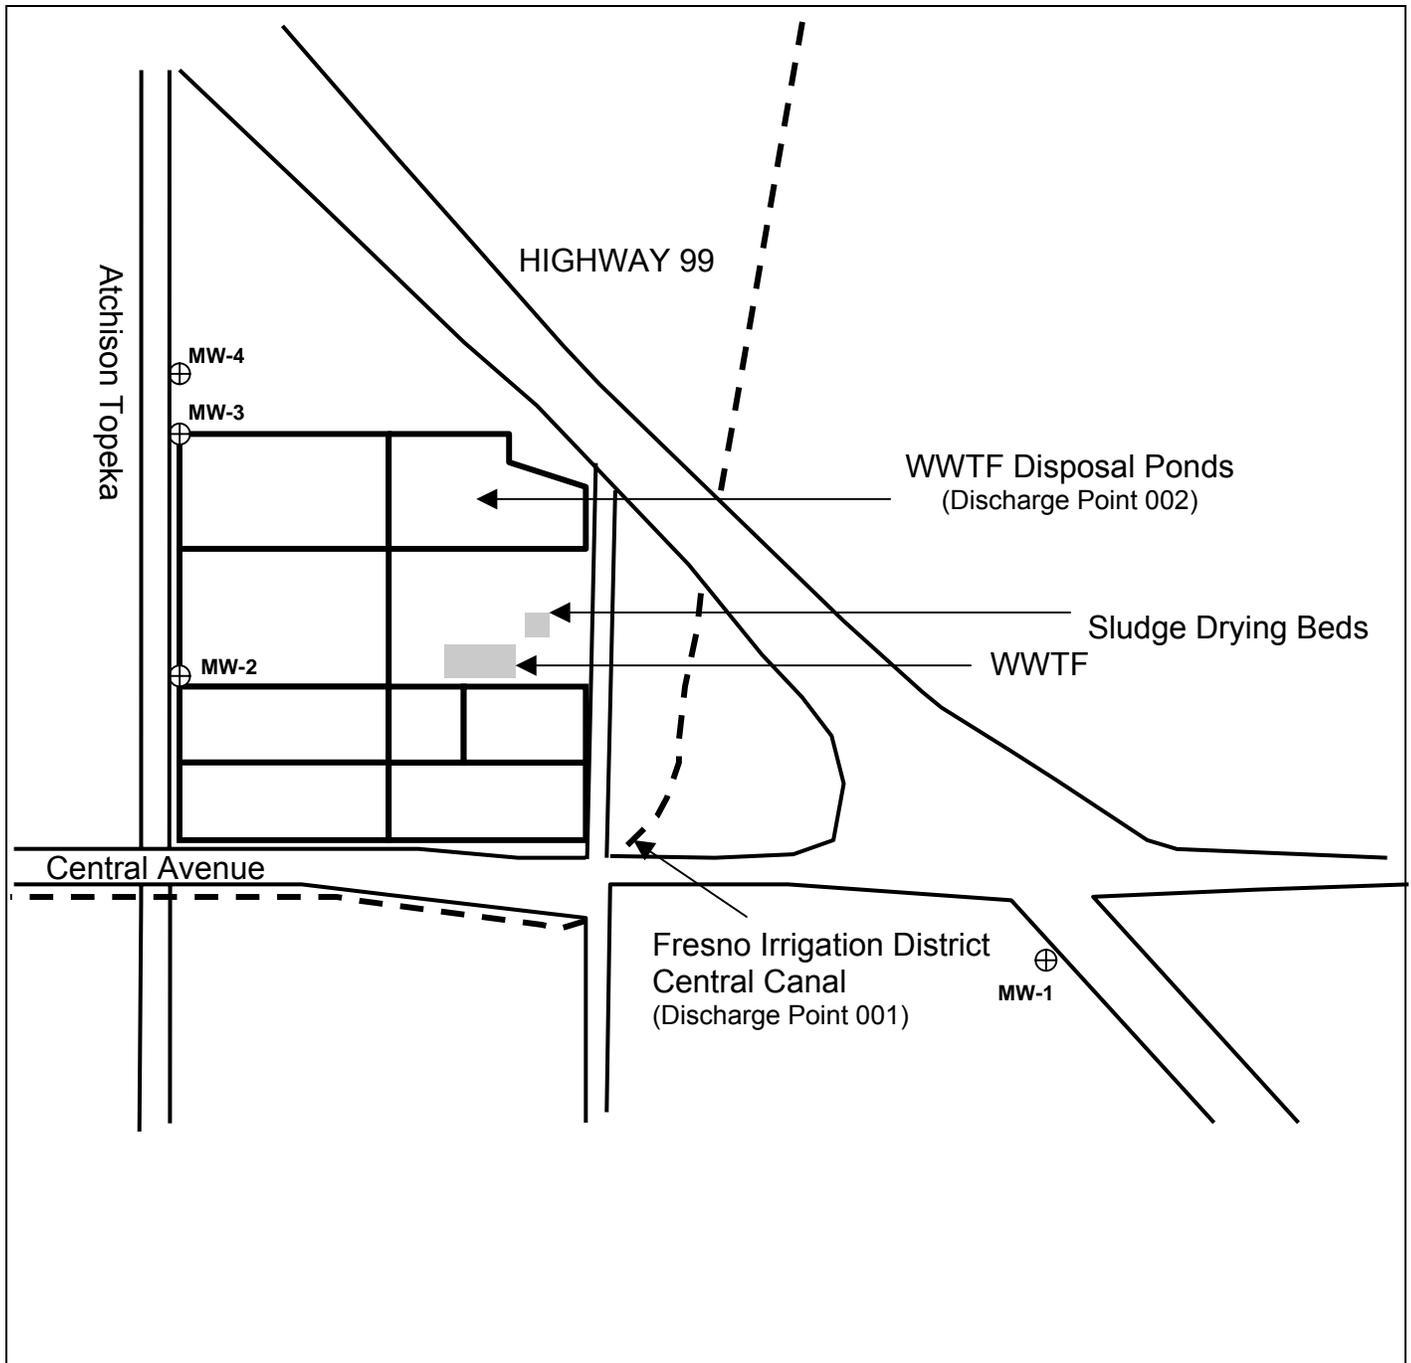 HIGHWAY 99
Atchison Topeka
MW-4
MW-3
WWTF Disposal Ponds
(Discharge Point 002)
Sludge Drying Beds
WWTF
MW-2
Central Avenue
Fresno Irrigation District
Central Canal
(Discharge Point 001)
MW-1